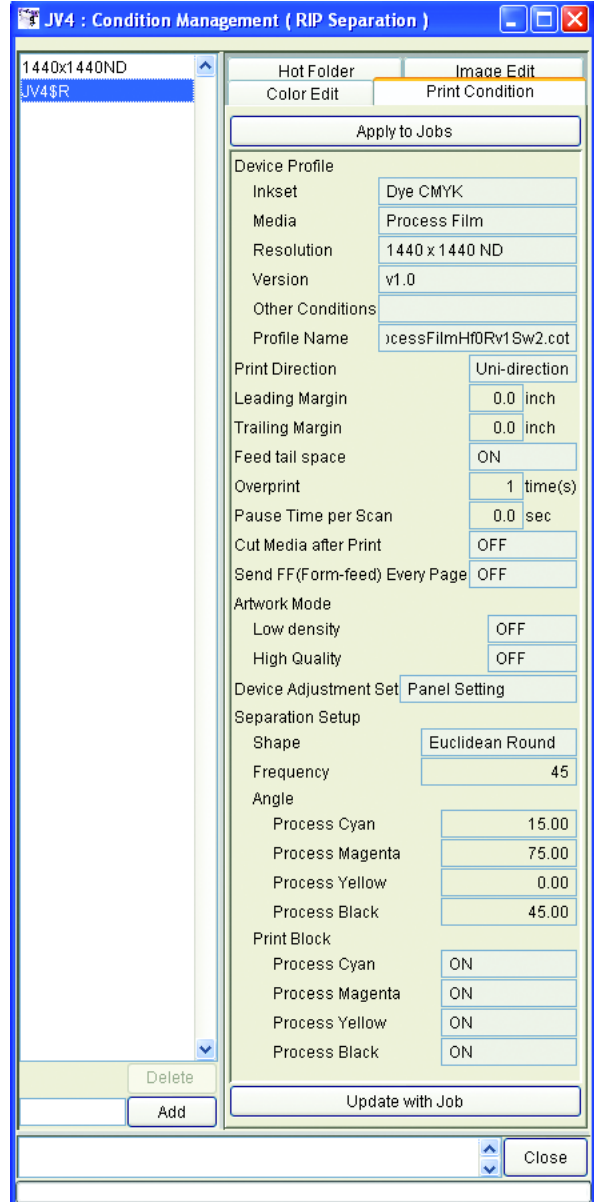 JV4 : Condition Management ( RIP Separation )
1440x1440ND
JV4$R
Hot Folder Image Edit
Color Edit Print Condition
Apply to Jobs
Device Profile
Inkset Dye CMYK
Media Process Film
Resolution 1440 x 1440 ND
Version v1.0
Other Conditions
Profile Name ocessFilmHf0Rv1Sw2.cot
Print Direction Uni-direction
Leading Margin 0.0 inch
Trailing Margin 0.0 inch
Feed tail space ON
Overprint 1 time(s)
Pause Time per Scan 0.0 sec
Cut Media after Print OFF
Send FF(Form-feed) Every Page OFF
Artwork Mode
Low density OFF
High Quality OFF
Device Adjustment Set Panel Setting
Separation Setup
Shape Euclidean Round
Frequency 45
Angle
Process Cyan 15.00
Process Magenta 75.00
Process Yellow 0.00
Process Black 45.00
Print Block
Process Cyan ON
Process Magenta ON
Process Yellow ON
Process Black ON
Delete
Add
Update with Job
Close